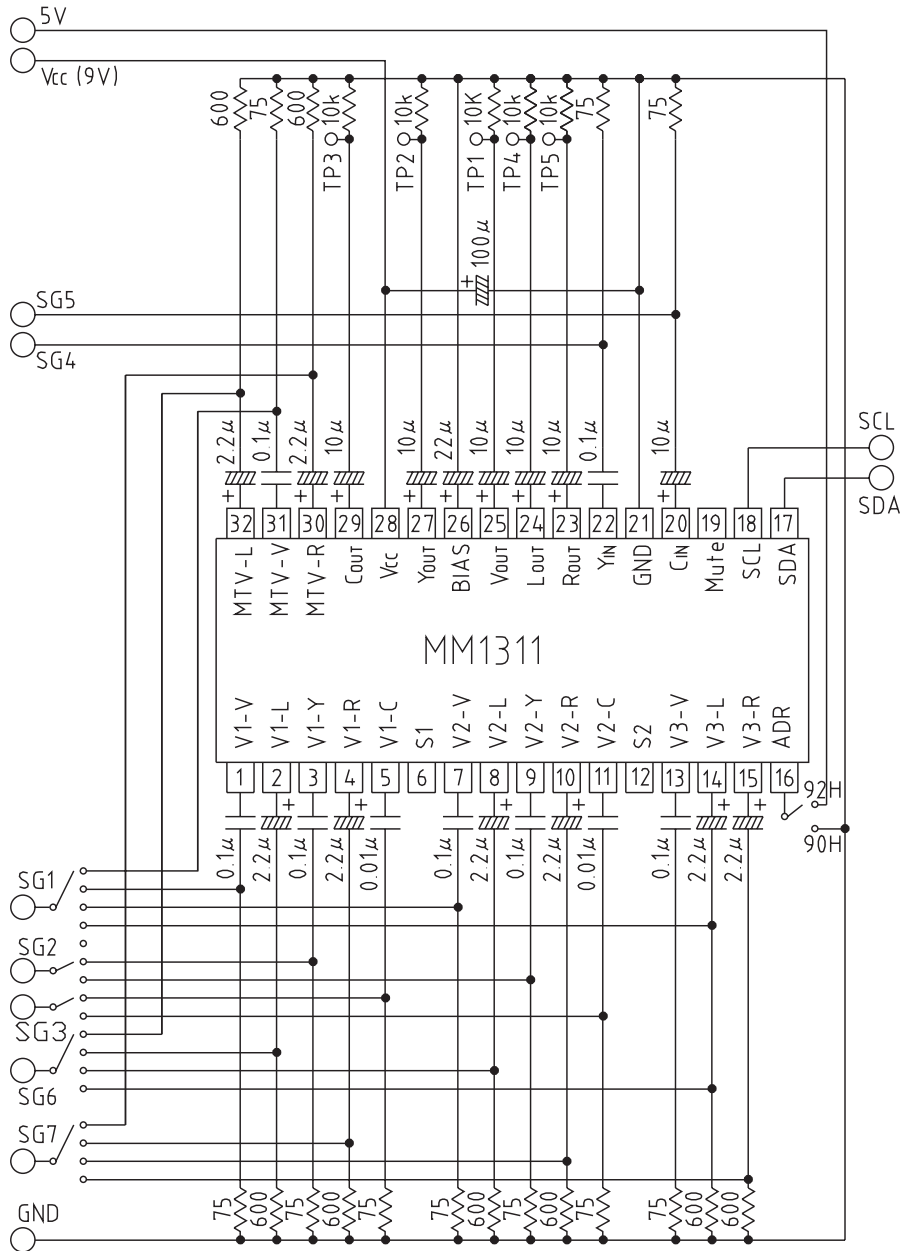 5V
Vcc (9V)
600
75
600
10k
10k
10K
10k
10k
75
75
TP3
TP2
TP1
TP4
TP5
+
100μ
SG5
SG4
2.2μ
0.1μ
2.2μ
10μ
10μ
22μ
10μ
10μ
10μ
0.1μ
10μ
SCL
SDA
+
+
+
+
+
+
+
+
+
32
31
30
29
28
27
26
25
24
23
22
21
20
19
18
17
MTV-L
MTV-V
MTV-R
COUT
Vcc
YOUT
BIAS
VOUT
LOUT
ROUT
YIN
GND
CIN
Mute
SCL
SDA
MM1311
V1-V
V1-L
V1-Y
V1-R
V1-C
S1
V2-V
V2-L
V2-Y
V2-R
V2-C
S2
V3-V
V3-L
V3-R
ADR
1
2
3
4
5
6
7
8
9
10
11
12
13
14
15
16
92H
90H
+
+
+
+
+
+
0.1μ
2.2μ
0.1μ
2.2μ
0.01μ
0.1μ
2.2μ
0.1μ
2.2μ
0.01μ
0.1μ
2.2μ
2.2μ
SG1
SG2
SG3
SG6
SG7
GND
75
600
75
600
75
75
600
75
600
75
75
600
600